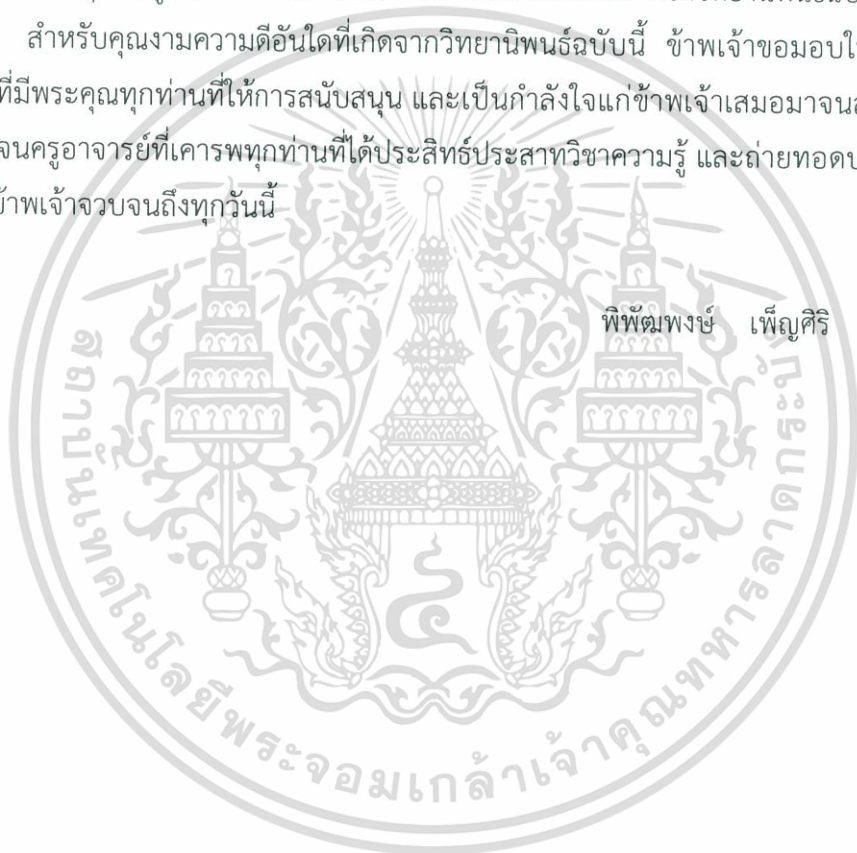 สำหรับคุณงามความดีอันใดที่เกิดจากวิทยานิพนธ์ฉบับนี้ ข้าพเจ้าขอมอบ
ที่มีพระคุณทุกท่านที่ให้การสนับสนุน และเป็นกำลังใจแก่ข้าพเจ้าเสมอมาจน
จนครูอาจารย์ที่เคารพทุกท่านที่ได้ประสิทธ์ประสาทวิชาความรู้ และถ่ายทอด
ข้าพเจ้าจวบจนถึงทุกวันนี้
พิพัฒพงษ์ เพ็ญศิริ
สถาบันเทคโนโลยีพระจอมเกล้าเจ้าคุณทหารลาดกระบัง
๔